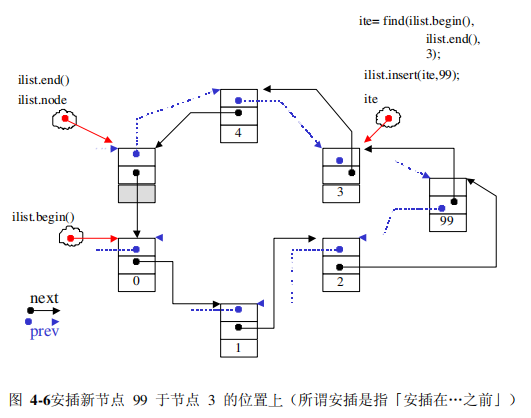 ite= find(ilist.begin(),
ilist.end(),
3);
ilist.insert(ite,99);
ilist.end()
ilist.node
ite
4
3
99
ilist.begin()
0
2
1
next
prev
图 4-6安插新节点 99 于节点 3 的位置上（所谓安插是指「安插在…之前」）